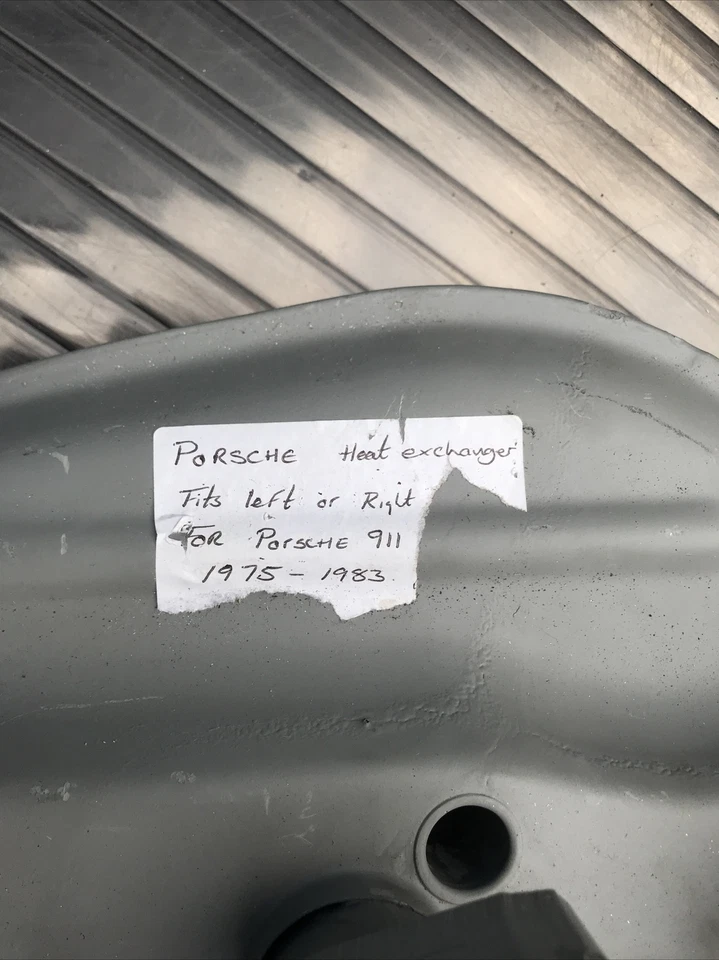 PORSCHE Heat exchanger
Fits left or Right
FOR PORSCHE 911
1975 - 1983